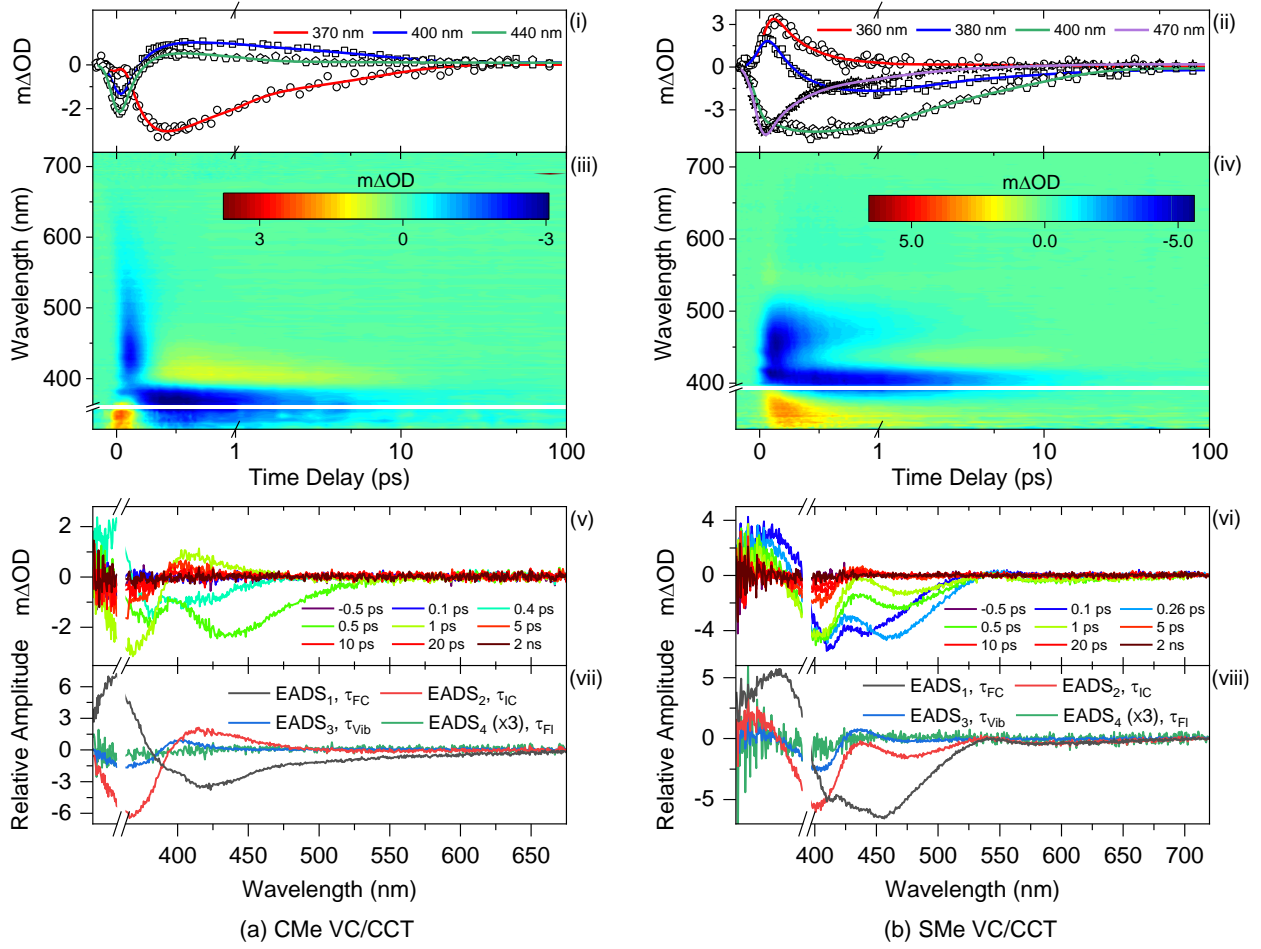 370 nm 400 nm 440 nm (i)
m∆OD
0
-2
700
600
500
400
Wavelength (nm)
(iii)
m∆OD
3 0 -3
0 1 10 100
Time Delay (ps)
2
0
-2
m∆OD
(v)
-0.5 ps 0.1 ps 0.4 ps
0.5 ps 1 ps 5 ps
10 ps 20 ps 2 ns
6
3
0
-3
-6
Relative Amplitude
(vii)
EADS1, τFC EADS2, τIC
EADS3, τVib EADS4 (x3), τFl
400 450 500 550 600 650
Wavelength (nm)
(a) CMe VC/CCT
360 nm 380 nm 400 nm 470 nm (ii)
m∆OD
3
0
-3
700
600
500
400
Wavelength (nm)
(iv)
m∆OD
5.0 0.0 -5.0
0 1 10 100
Time Delay (ps)
4
0
-4
m∆OD
(vi)
-0.5 ps 0.1 ps 0.26 ps
0.5 ps 1 ps 5 ps
10 ps 20 ps 2 ns
5
0
-5
Relative Amplitude
(viii)
EADS1, τFC EADS2, τIC
EADS3, τVib EADS4 (x3), τFl
400 450 500 550 600 650 700
Wavelength (nm)
(b) SMe VC/CCT